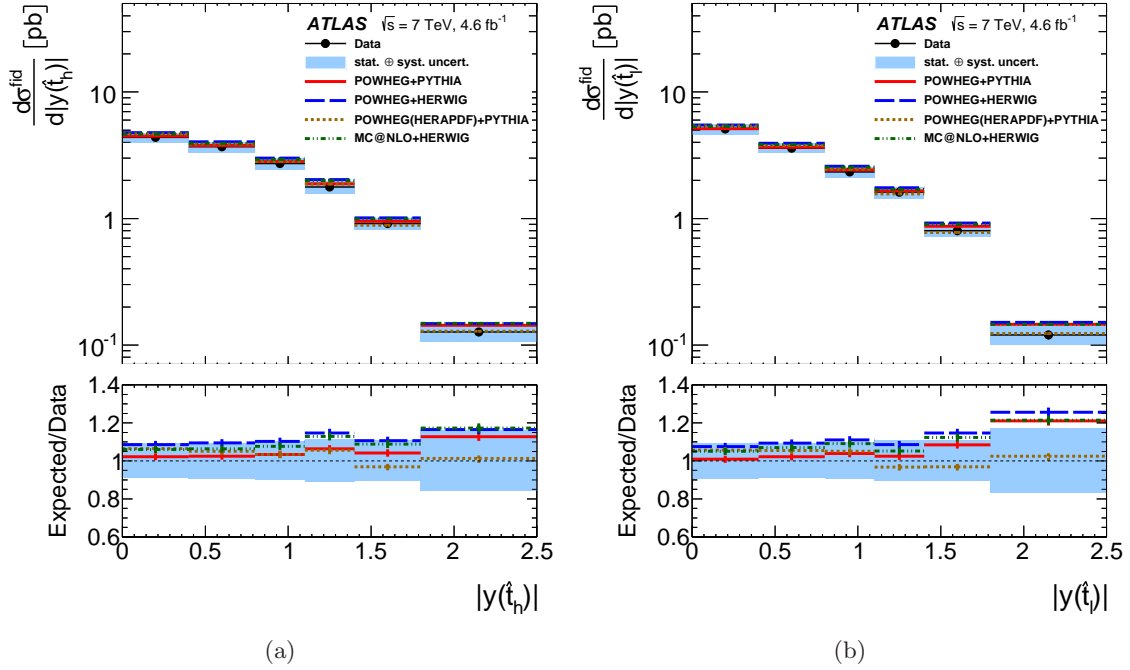 ATLAS √s = 7 TeV, 4.6 fb⁻¹
Data
stat. ⊕ syst. uncert.
POWHEG+PYTHIA
POWHEG+HERWIG
POWHEG(HERAPDF)+PYTHIA
MC@NLO+HERWIG
dσ^fid / d|y(t̂_h)| [pb]
10
1
10⁻¹
Expected/Data
1.4
1.2
1
0.8
0.6
0 0.5 1 1.5 2 2.5
|y(t̂_h)|
(a)
ATLAS √s = 7 TeV, 4.6 fb⁻¹
Data
stat. ⊕ syst. uncert.
POWHEG+PYTHIA
POWHEG+HERWIG
POWHEG(HERAPDF)+PYTHIA
MC@NLO+HERWIG
dσ^fid / d|y(t̂_l)| [pb]
10
1
10⁻¹
Expected/Data
1.4
1.2
1
0.8
0.6
0 0.5 1 1.5 2 2.5
|y(t̂_l)|
(b)